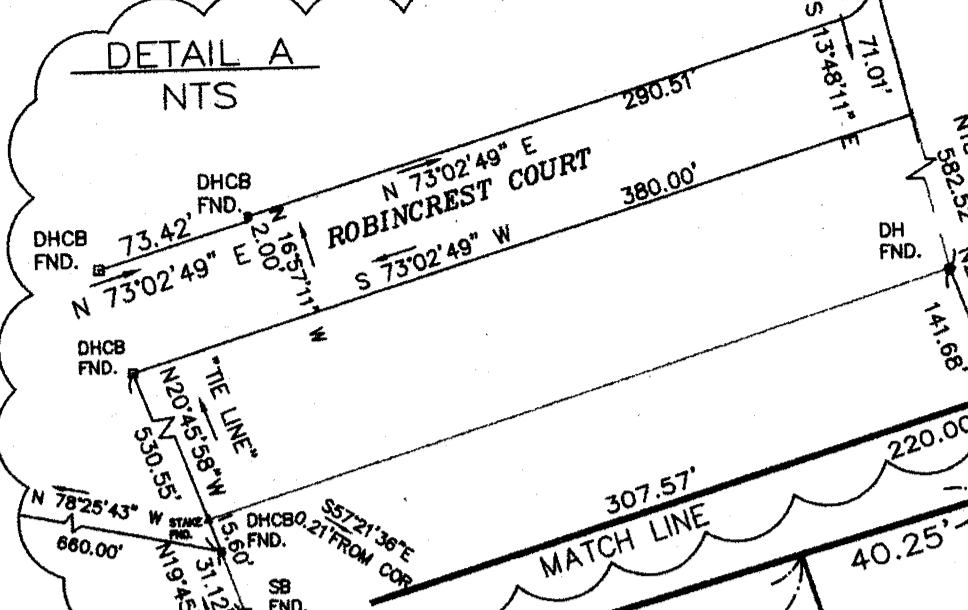 DETAIL A
NTS
290.51'
S 13°48'11" E
71.01'
N 73°02'49" E
ROBINCREST COURT
380.00'
S 73°02'49" W
DHCB
FND.
DHCB
FND.
73.42'
N 73°02'49" E
N 16°57'11" W
2.00'
582.52'
DH
FND.
141.68'
DHCB
FND.
"TIE LINE"
N20°45'58"W
530.55'
N 78°25'43" W
660.00'
STAKE
FND.
15.60'
DHCB
FND.
S57°21'36"E
0.21'FROM COR
31.12
N19°45
SB
FND.
307.57'
220.00
MATCH LINE
40.25'